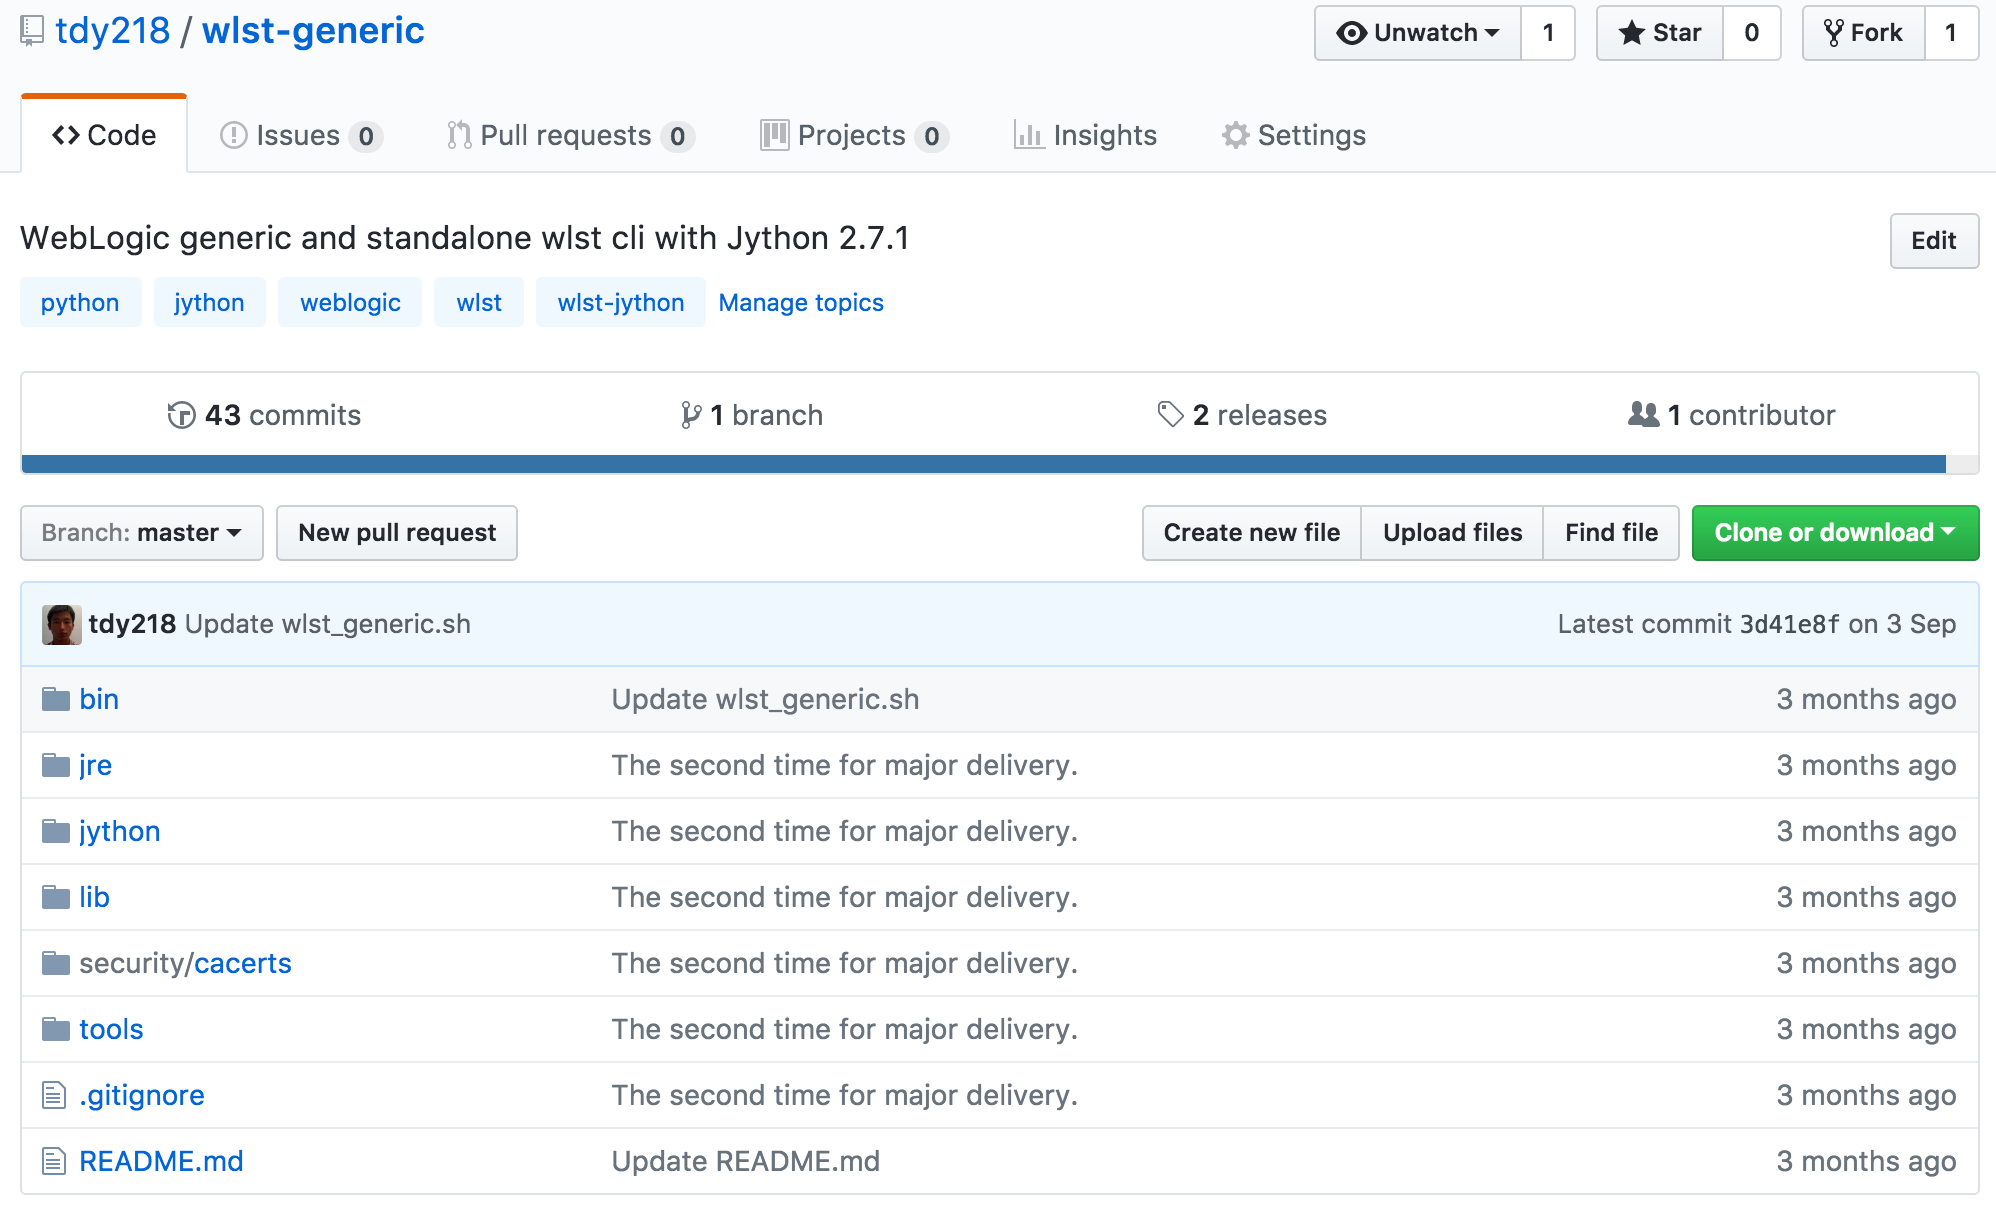 tdy218 / wlst-generic Unwatch 1 Star 0 Fork 1
Code Issues 0 Pull requests 0 Projects 0 Insights Settings
WebLogic generic and standalone wlst cli with Jython 2.7.1 Edit
python jython weblogic wlst wlst-jython Manage topics
43 commits 1 branch 2 releases 1 contributor
Branch: master New pull request Create new file Upload files Find file Clone or download
tdy218 Update wlst_generic.sh Latest commit 3d41e8f on 3 Sep
bin Update wlst_generic.sh 3 months ago
jre The second time for major delivery. 3 months ago
jython The second time for major delivery. 3 months ago
lib The second time for major delivery. 3 months ago
security/cacerts The second time for major delivery. 3 months ago
tools The second time for major delivery. 3 months ago
.gitignore The second time for major delivery. 3 months ago
README.md Update README.md 3 months ago